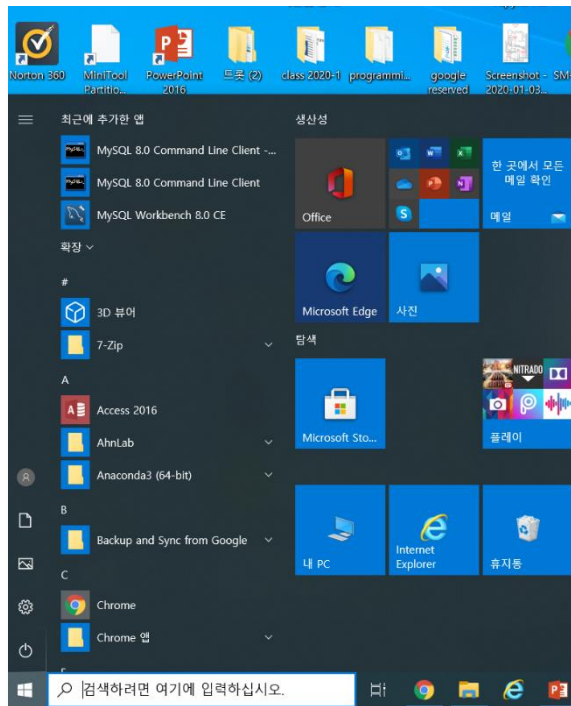 Norton 360
MiniTool Partitio...
PowerPoint 2016
트롯 (2)
class 2020-1
programmi...
google reserved
Screenshot - 2020-01-03...
SM-
최근에 추가한 앱
MySQL 8.0 Command Line Client -...
MySQL 8.0 Command Line Client
MySQL Workbench 8.0 CE
확장
#
3D 뷰어
7-Zip
A
Access 2016
AhnLab
Anaconda3 (64-bit)
B
Backup and Sync from Google
C
Chrome
Chrome 앱
생산성
Office
한 곳에서 모든
메일 확인
메일
Microsoft Edge
사진
탐색
Microsoft Sto...
NITRADO
플레이
내 PC
Internet
Explorer
휴지통
검색하려면 여기에 입력하십시오.